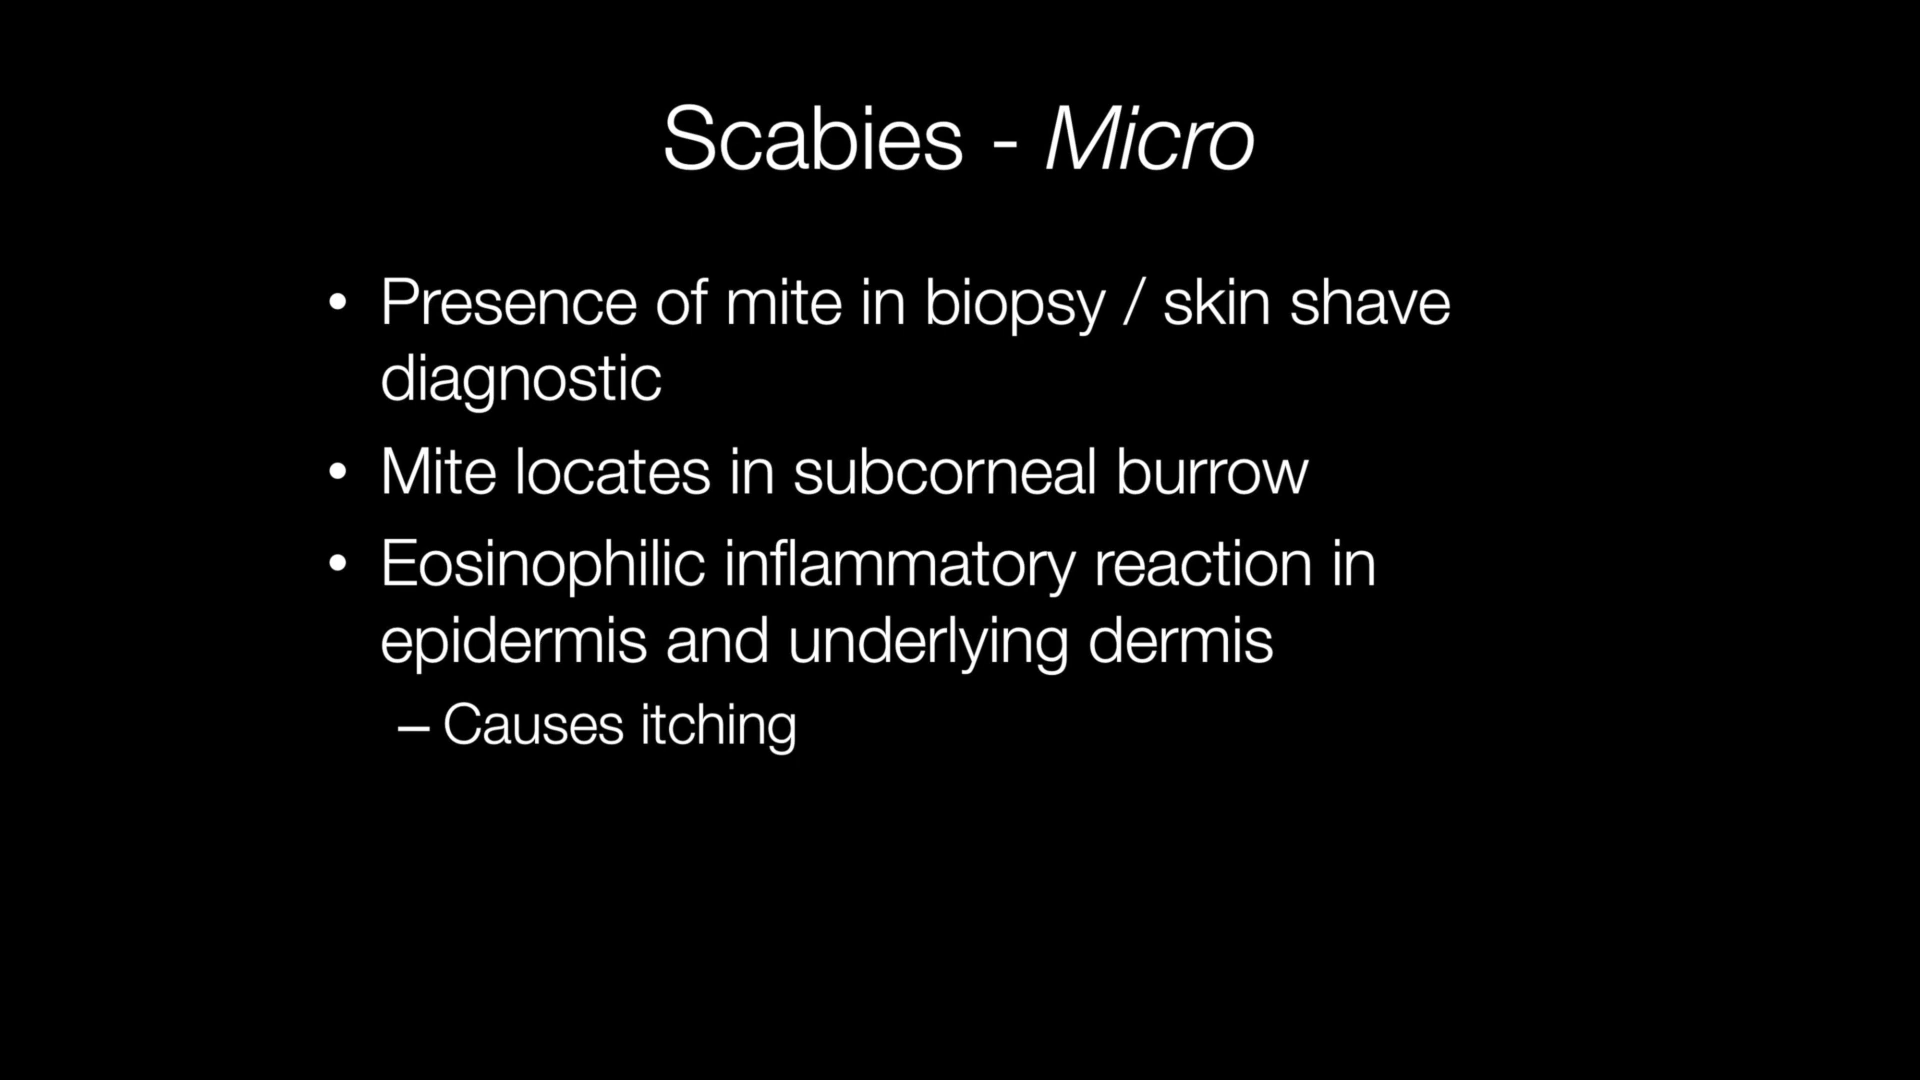 Scabies - Micro
• Presence of mite in biopsy / skin shave
diagnostic
• Mite locates in subcorneal burrow
• Eosinophilic inflammatory reaction in
epidermis and underlying dermis
– Causes itching